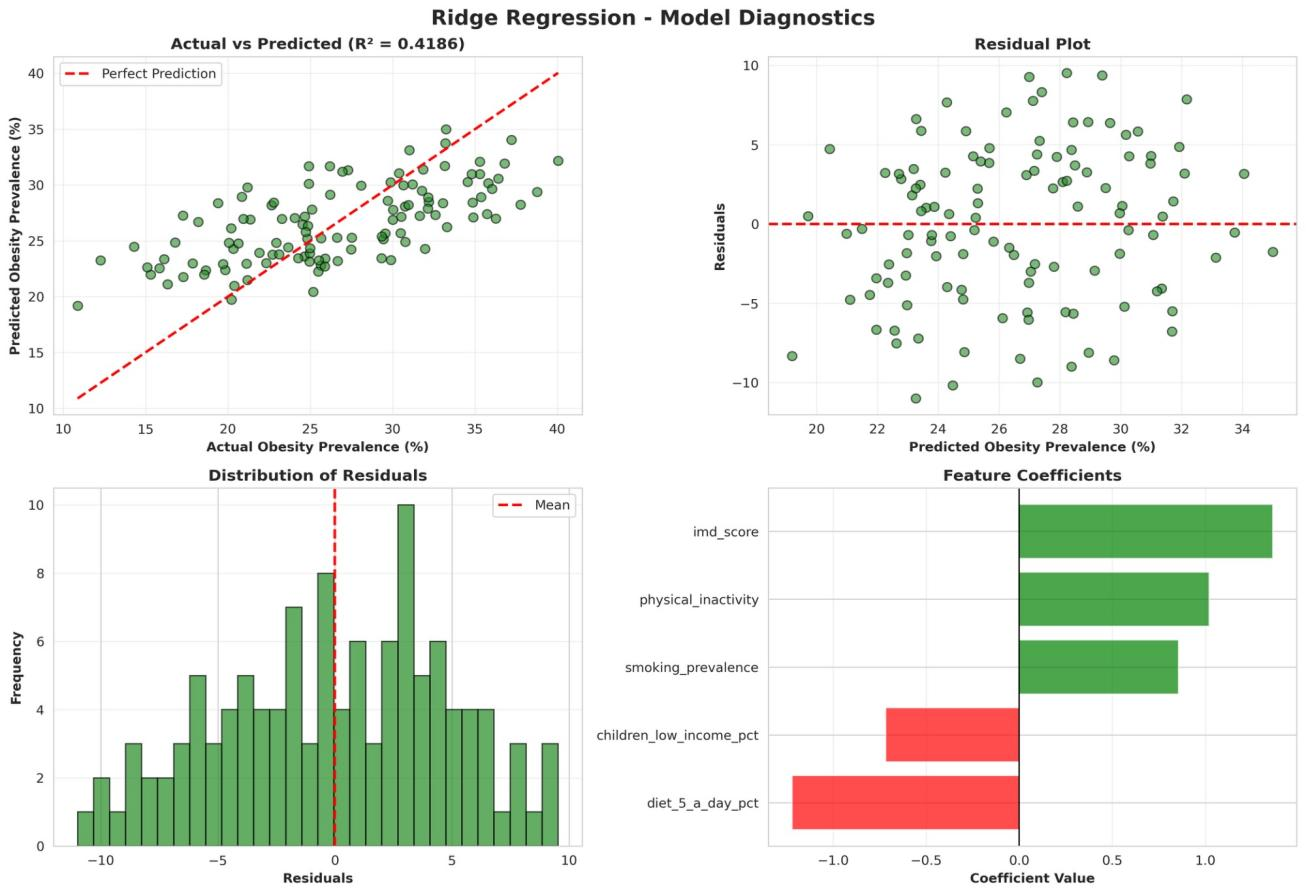 Ridge Regression - Model Diagnostics
Actual vs Predicted (R² = 0.4186)
Perfect Prediction
Predicted Obesity Prevalence (%)
40
35
30
25
20
15
10
10 15 20 25 30 35 40
Actual Obesity Prevalence (%)
Residual Plot
Residuals
10
5
0
−5
−10
20 22 24 26 28 30 32 34
Predicted Obesity Prevalence (%)
Distribution of Residuals
Mean
Frequency
10
8
6
4
2
0
−10 −5 0 5 10
Residuals
Feature Coefficients
imd_score
physical_inactivity
smoking_prevalence
children_low_income_pct
diet_5_a_day_pct
−1.0 −0.5 0.0 0.5 1.0
Coefficient Value